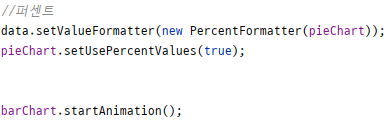 //퍼센트
data.setValueFormatter(new PercentFormatter(pieChart));
pieChart.setUsePercentValues(true);
barChart.startAnimation();